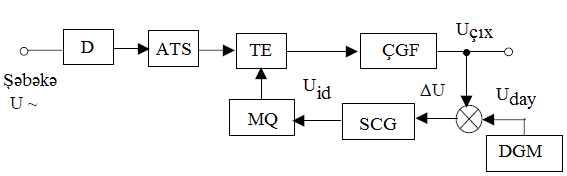 Uçıx
D
ATS
TE
ÇGF
Şəbəkə
U ~
Uid
ΔU
Uday
MQ
SCG
DGM